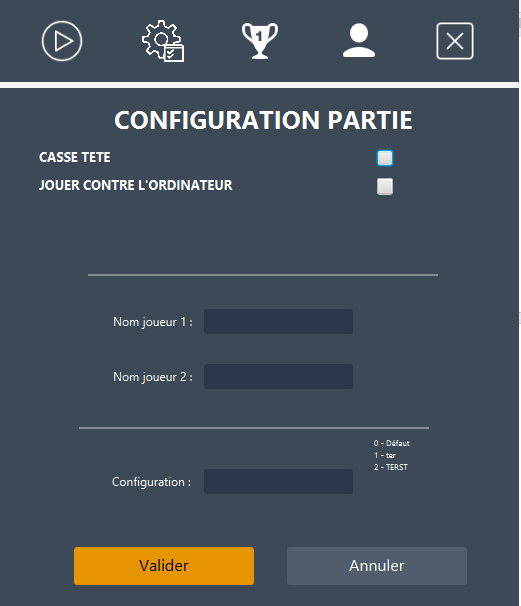 1
CONFIGURATION PARTIE
CASSE TETE
JOUER CONTRE L'ORDINATEUR
Nom joueur 1 :
Nom joueur 2 :
0 - Défaut
1 - ter
2 - TERST
Configuration :
Valider
Annuler